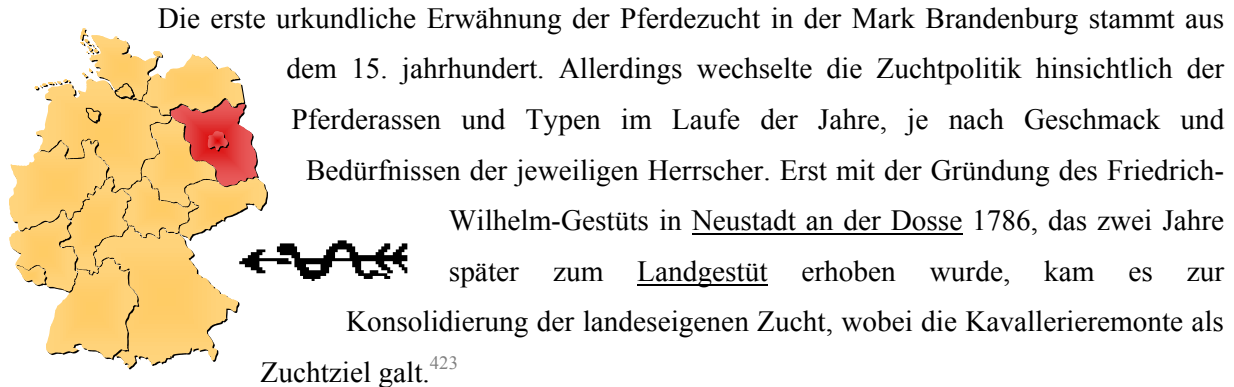 Die erste urkundliche Erwähnung der Pferdezucht in der Mark Brandenburg stammt aus
dem 15. jahrhundert. Allerdings wechselte die Zuchtpolitik hinsichtlich der
Pferderassen und Typen im Laufe der Jahre, je nach Geschmack und
Bedürfnissen der jeweiligen Herrscher. Erst mit der Gründung des Friedrich-
Wilhelm-Gestüts in Neustadt an der Dosse 1786, das zwei Jahre
später zum Landgestüt erhoben wurde, kam es zur
Konsolidierung der landeseigenen Zucht, wobei die Kavallerieremonte als
Zuchtziel galt.423